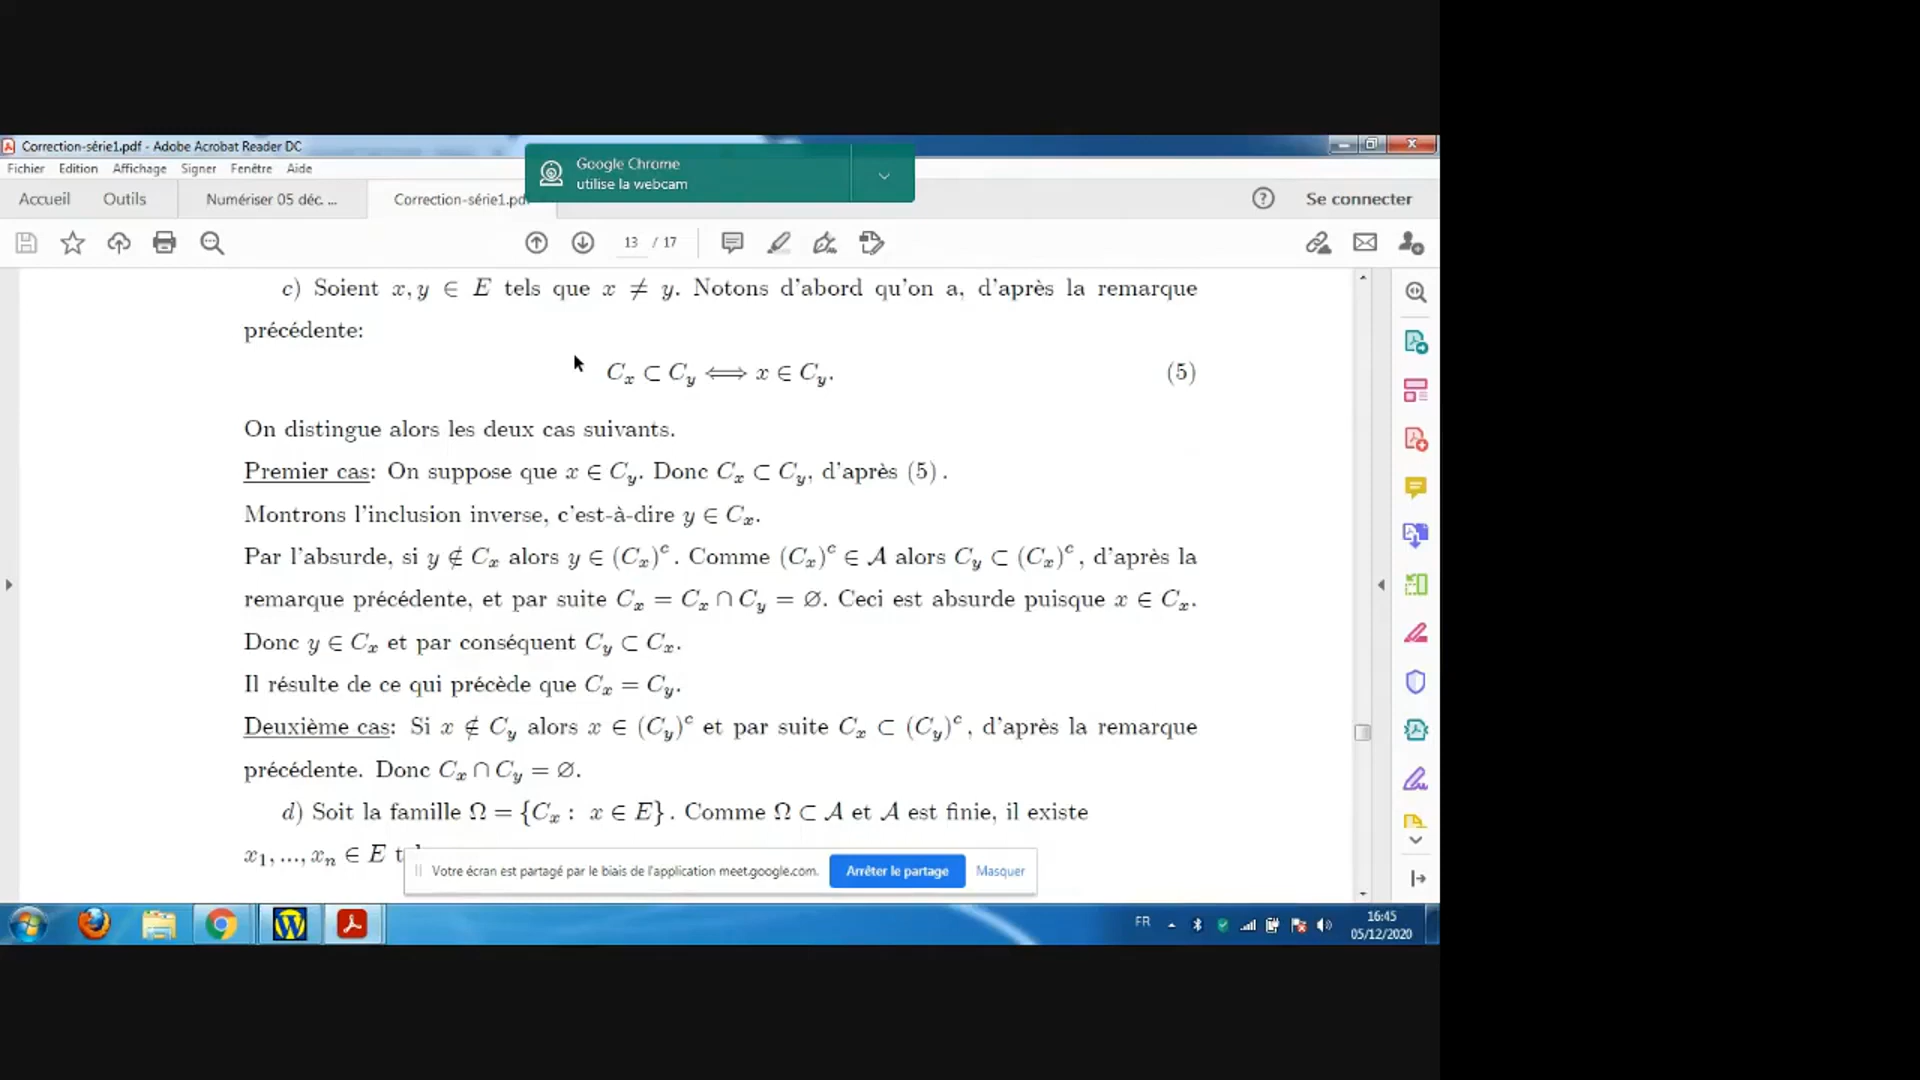 Correction-série1.pdf - Adobe Acrobat Reader DC
Google Chrome
utilise la webcam
Fichier Edition Affichage Signer Fenêtre Aide
Accueil Outils Numériser 05 déc. ... Correction-série1.pd Se connecter
13 / 17
c) Soient x, y ∈ E tels que x ≠ y. Notons d'abord qu'on a, d'après la remarque
précédente:
C_x ⊂ C_y ⟺ x ∈ C_y. (5)
On distingue alors les deux cas suivants.
Premier cas: On suppose que x ∈ C_y. Donc C_x ⊂ C_y, d'après (5) .
Montrons l'inclusion inverse, c'est-à-dire y ∈ C_x.
Par l'absurde, si y ∉ C_x alors y ∈ (C_x)^c. Comme (C_x)^c ∈ 𝒜 alors C_y ⊂ (C_x)^c, d'après la
remarque précédente, et par suite C_x = C_x ∩ C_y = ∅. Ceci est absurde puisque x ∈ C_x.
Donc y ∈ C_x et par conséquent C_y ⊂ C_x.
Il résulte de ce qui précède que C_x = C_y.
Deuxième cas: Si x ∉ C_y alors x ∈ (C_y)^c et par suite C_x ⊂ (C_y)^c, d'après la remarque
précédente. Donc C_x ∩ C_y = ∅.
d) Soit la famille Ω = {C_x : x ∈ E}. Comme Ω ⊂ 𝒜 et 𝒜 est finie, il existe
x_1, ..., x_n ∈ E t
Votre écran est partagé par le biais de l'application meet.google.com. Arrêter le partage Masquer
FR 16:45
05/12/2020